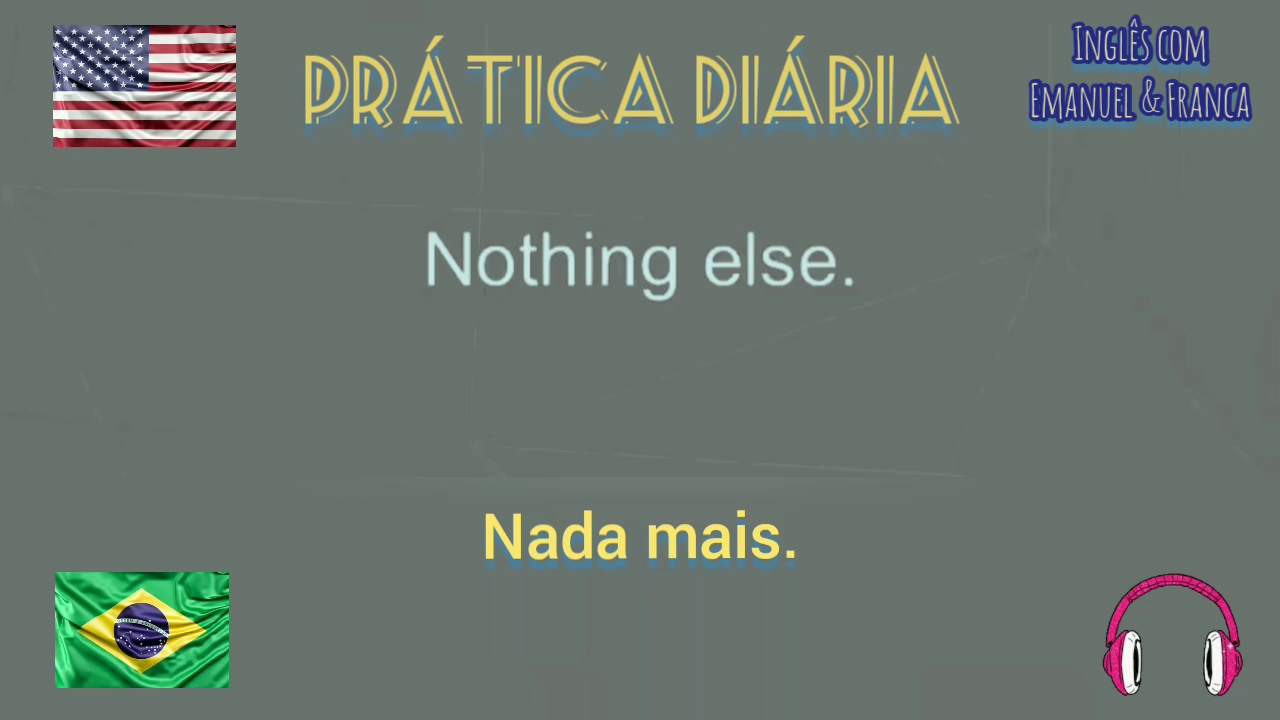 PRÁTICA DIÁRIA
Inglês com
Emanuel & Franca
Nothing else.
Nada mais.